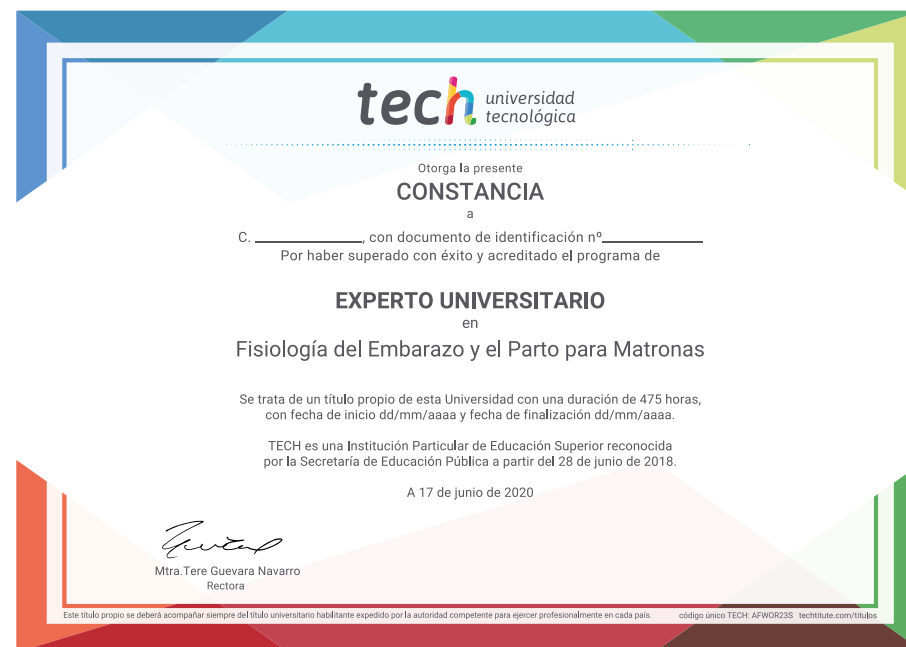 tech universidad
tecnológica
Otorga la presente
CONSTANCIA
a
C. ____________, con documento de identificación nº____________
Por haber superado con éxito y acreditado el programa de
EXPERTO UNIVERSITARIO
en
Fisiología del Embarazo y el Parto para Matronas
Se trata de un título propio de esta Universidad con una duración de 475 horas,
con fecha de inicio dd/mm/aaaa y fecha de finalización dd/mm/aaaa.
TECH es una Institución Particular de Educación Superior reconocida
por la Secretaría de Educación Pública a partir del 28 de junio de 2018.
A 17 de junio de 2020
Mtra.Tere Guevara Navarro
Rectora
Este título propio se deberá acompañar siempre del título universitario habilitante expedido por la autoridad competente para ejercer profesionalmente en cada país. código único TECH: AFWOR23S techtitute.com/títulos